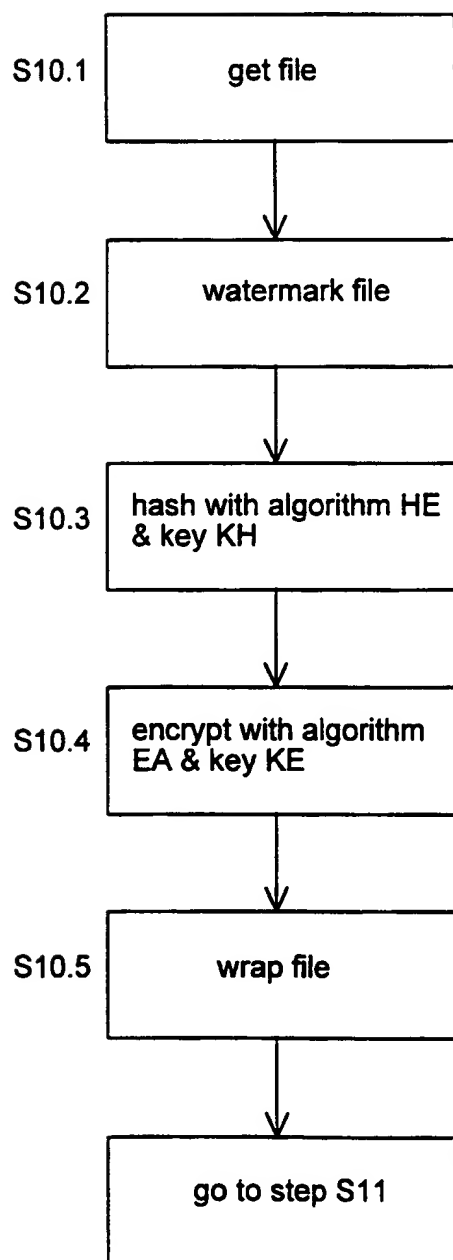 S10.1
get file
S10.2
watermark file
S10.3
hash with algorithm HE
& key KH
S10.4
encrypt with algorithm
EA & key KE
S10.5
wrap file
go to step S11